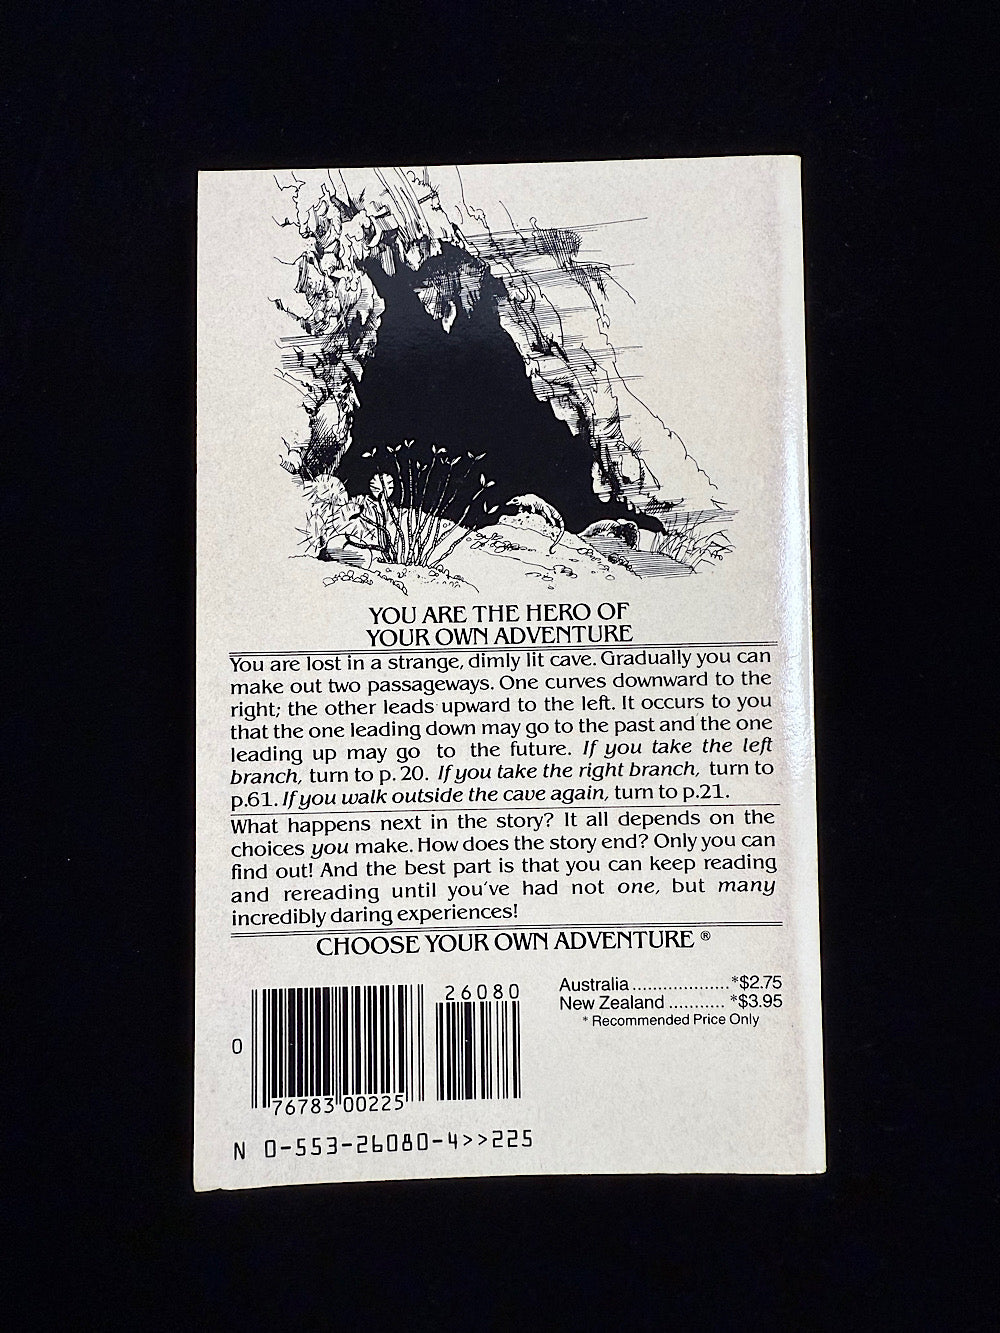 YOU ARE THE HERO OF
YOUR OWN ADVENTURE
You are lost in a strange, dimly lit cave. Gradually you can
make out two passageways. One curves downward to the
right; the other leads upward to the left. It occurs to you
that the one leading down may go to the past and the one
leading up may go to the future. If you take the left
branch, turn to p. 20. If you take the right branch, turn to
p.61. If you walk outside the cave again, turn to p.21.
What happens next in the story? It all depends on the
choices you make. How does the story end? Only you can
find out! And the best part is that you can keep reading
and rereading until you've had not one, but many
incredibly daring experiences!
CHOOSE YOUR OWN ADVENTURE ®
Australia ................... *$2.75
New Zealand ........... *$3.95
* Recommended Price Only
26080
0
76783 00225
N 0-553-26080-4>>225